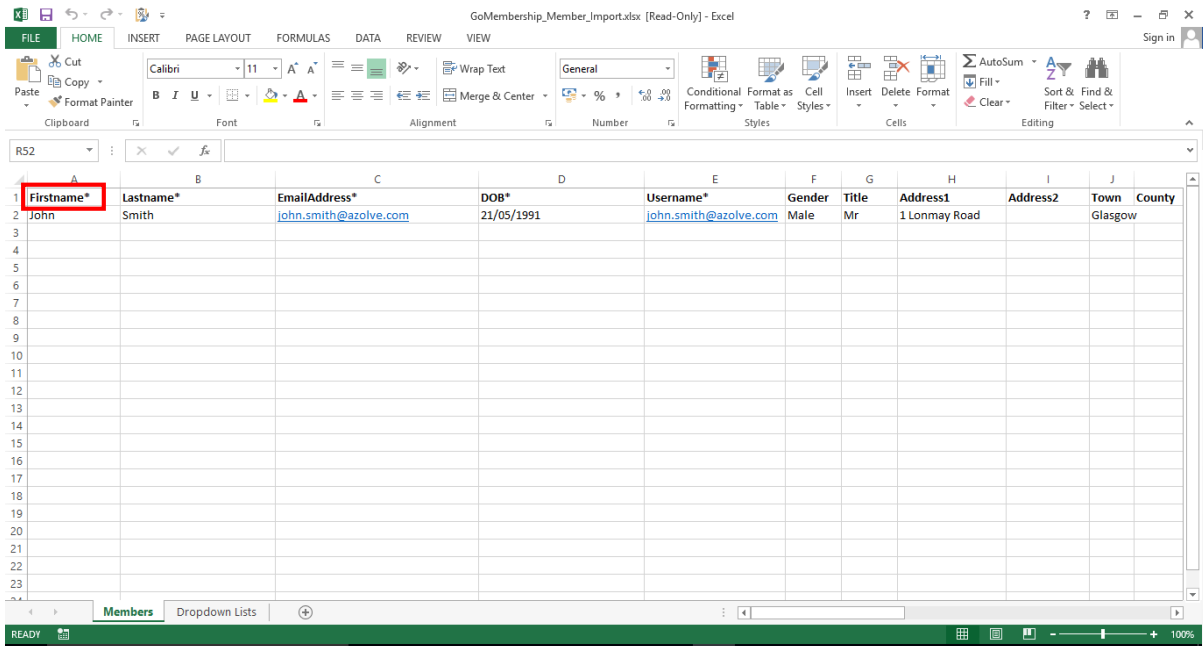 GoMembership_Member_Import.xlsx [Read-Only] - Excel
?
FILE HOME INSERT PAGE LAYOUT FORMULAS DATA REVIEW VIEW Sign in
Cut
Copy
Format Painter
Paste
Clipboard
Calibri 11
B I U
Font
Wrap Text
Merge & Center
Alignment
General
%
Number
Conditional Formatting
Format as Table
Cell Styles
Styles
Insert Delete Format
Cells
AutoSum
Fill
Clear
Sort & Filter
Find & Select
Editing
R52 fx
A B C D E F G H I J
1 Firstname* Lastname* EmailAddress* DOB* Username* Gender Title Address1 Address2 Town County
2 John Smith john.smith@azolve.com 21/05/1991 john.smith@azolve.com Male Mr 1 Lonmay Road Glasgow
3
4
5
6
7
8
9
10
11
12
13
14
15
16
17
18
19
20
21
22
23
Members Dropdown Lists
READY 100%